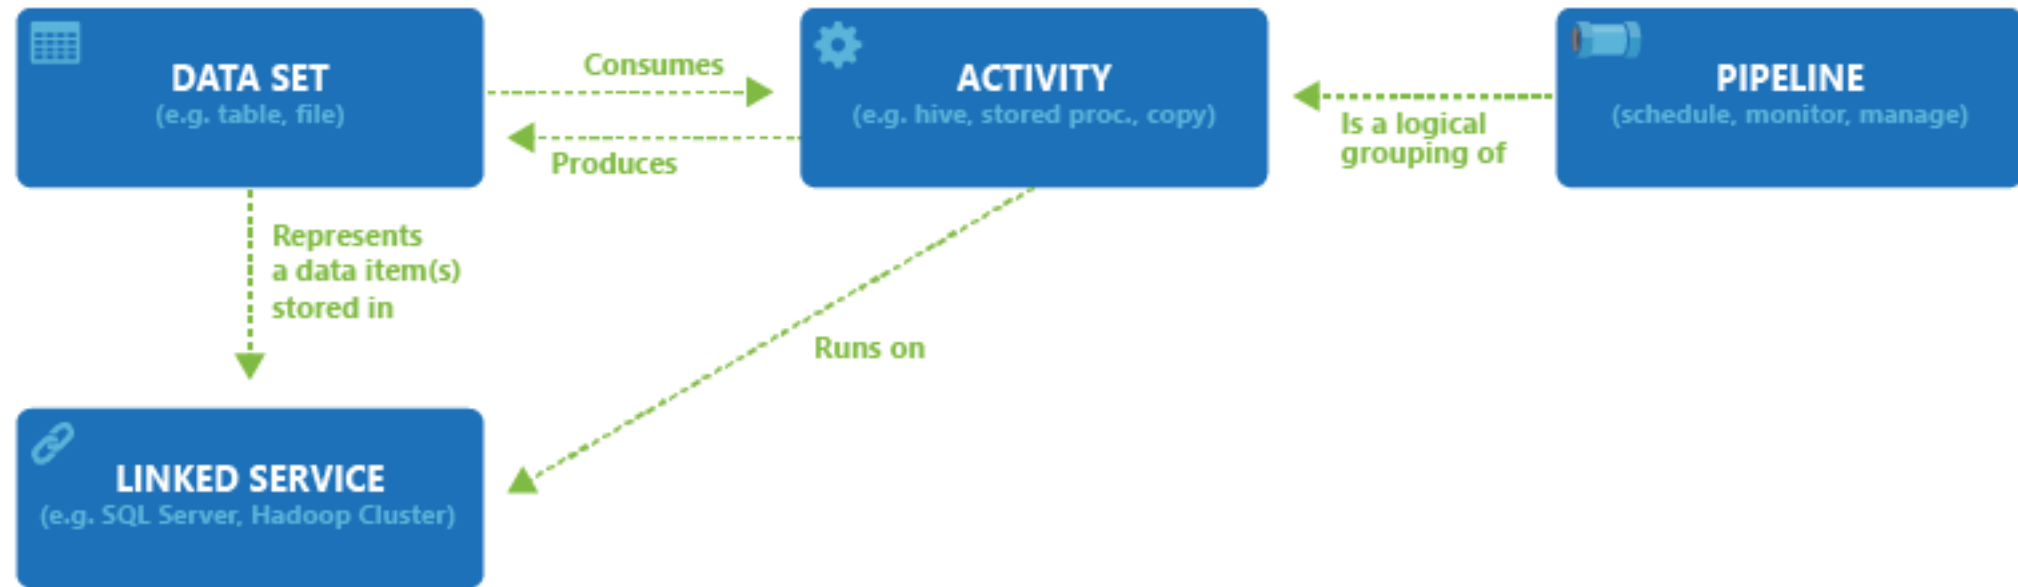 DATA SET
(e.g. table, file)
Consumes
Produces
ACTIVITY
(e.g. hive, stored proc., copy)
Is a logical
grouping of
PIPELINE
(schedule, monitor, manage)
Represents
a data item(s)
stored in
Runs on
LINKED SERVICE
(e.g. SQL Server, Hadoop Cluster)